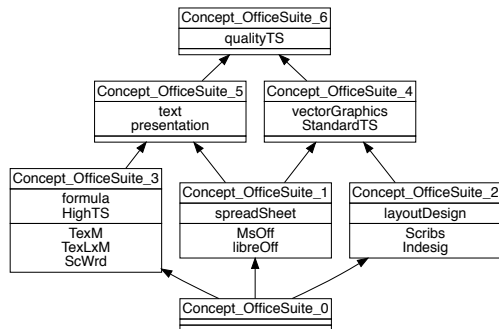 Concept_OfficeSuite_6
qualityTS
Concept_OfficeSuite_5
text
presentation
Concept_OfficeSuite_4
vectorGraphics
StandardTS
Concept_OfficeSuite_3
formula
HighTS
TexM
TexLxM
ScWrd
Concept_OfficeSuite_1
spreadSheet
MsOff
libreOff
Concept_OfficeSuite_2
layoutDesign
Scribs
Indesig
Concept_OfficeSuite_0